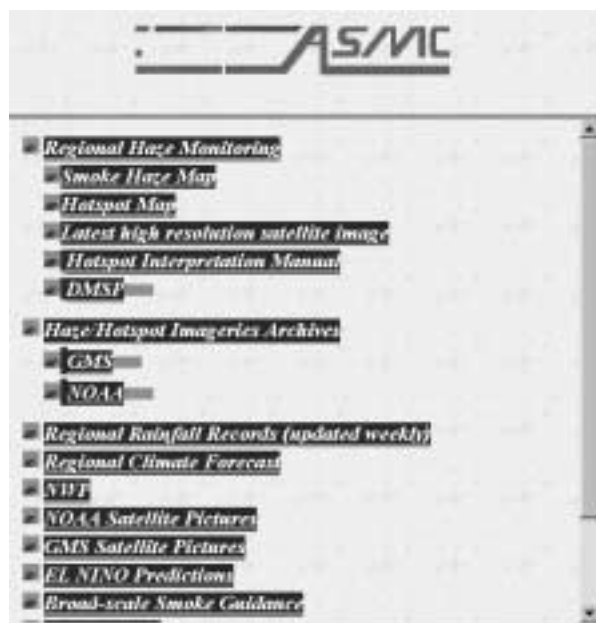 ASMC
Regional Haze Monitoring
Smoke Haze Map
Hotspot Map
Latest high resolution satellite image
Hotspot Interpretation Manual
DMSP
Haze/Hotspot Imageries Archives
GMS
NOAA
Regional Rainfall Records (updated weekly)
Regional Climate Forecast
NWP
NOAA Satellite Pictures
GMS Satellite Pictures
EL NINO Predictions
Broad-scale Smoke Guidance